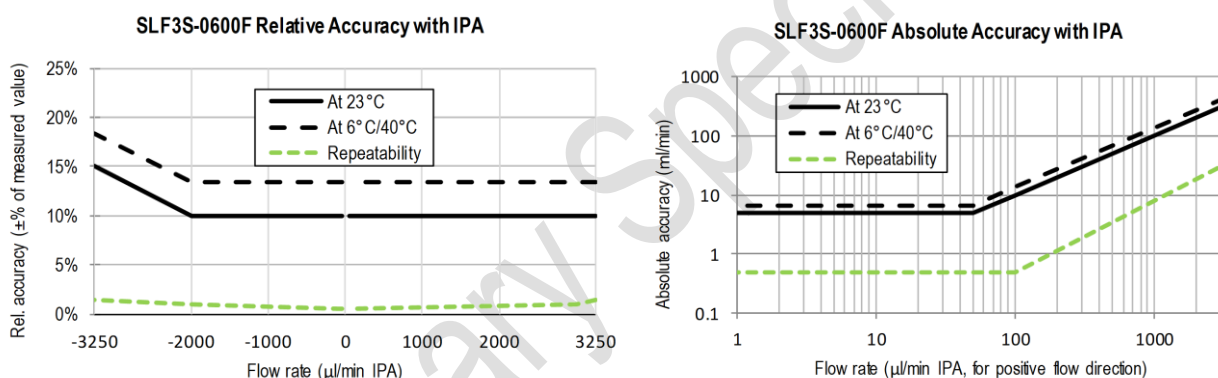 SLF3S-0600F Relative Accuracy with IPA
Rel. accuracy (±% of measured value)
25%
20%
15%
10%
5%
0%
At 23°C
At 6°C/40°C
Repeatability
-3250 -2000 -1000 0 1000 2000 3250
Flow rate (µl/min IPA)
SLF3S-0600F Absolute Accuracy with IPA
Absolute accuracy (ml/min)
1000
100
10
1
0.1
At 23°C
At 6°C/40°C
Repeatability
1 10 100 1000
Flow rate (µl/min IPA, for positive flow direction)
ary Spec